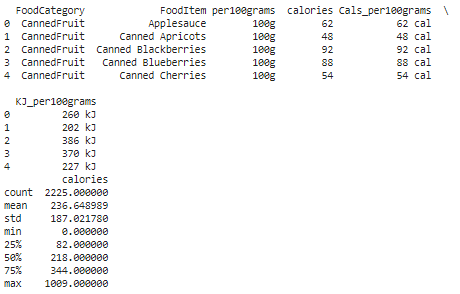 FoodCategory FoodItem per100grams calories Cals_per100grams \
0 CannedFruit Applesauce 100g 62 62 cal
1 CannedFruit Canned Apricots 100g 48 48 cal
2 CannedFruit Canned Blackberries 100g 92 92 cal
3 CannedFruit Canned Blueberries 100g 88 88 cal
4 CannedFruit Canned Cherries 100g 54 54 cal
KJ_per100grams
0 260 kJ
1 202 kJ
2 386 kJ
3 370 kJ
4 227 kJ
calories
count 2225.000000
mean 236.648989
std 187.021780
min 0.000000
25% 82.000000
50% 218.000000
75% 344.000000
max 1009.000000